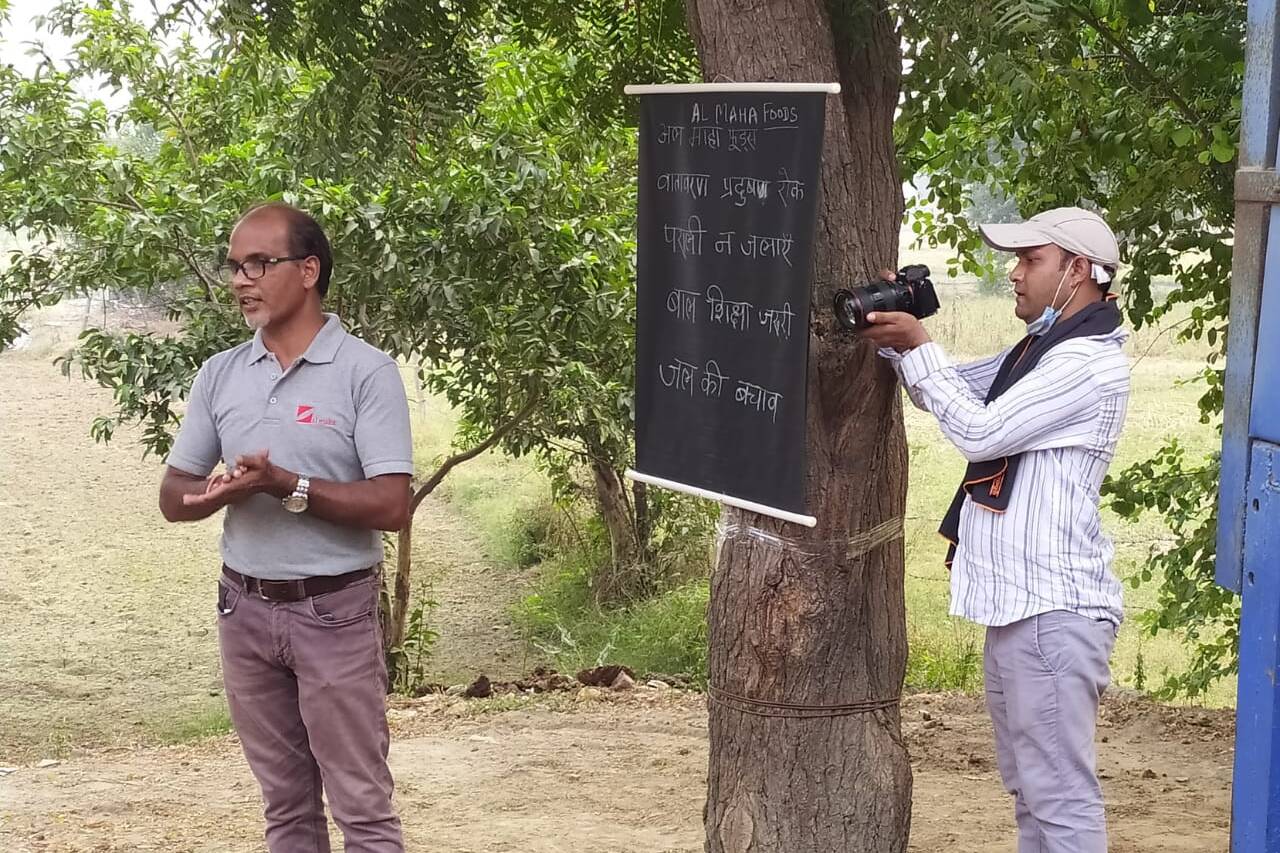 AL MAHA FOODS
अल माहा फूड्स
वातावरण प्रदुषण रोक
पराली न जलाएँ
बाल शिक्षा जरुरी
जल की बचाव